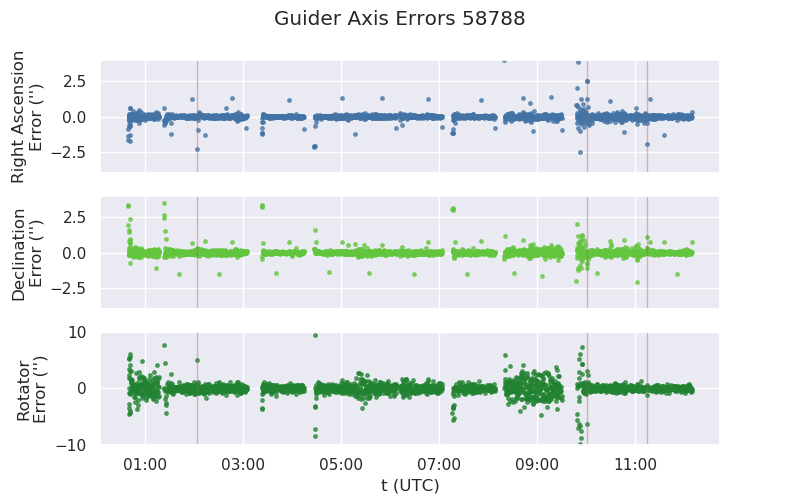 Guider Axis Errors 58788
Right Ascension
Error ('')
2.5
0.0
−2.5
Declination
Error ('')
2.5
0.0
−2.5
Rotator
Error ('')
10
0
−10
01:00 03:00 05:00 07:00 09:00 11:00
t (UTC)